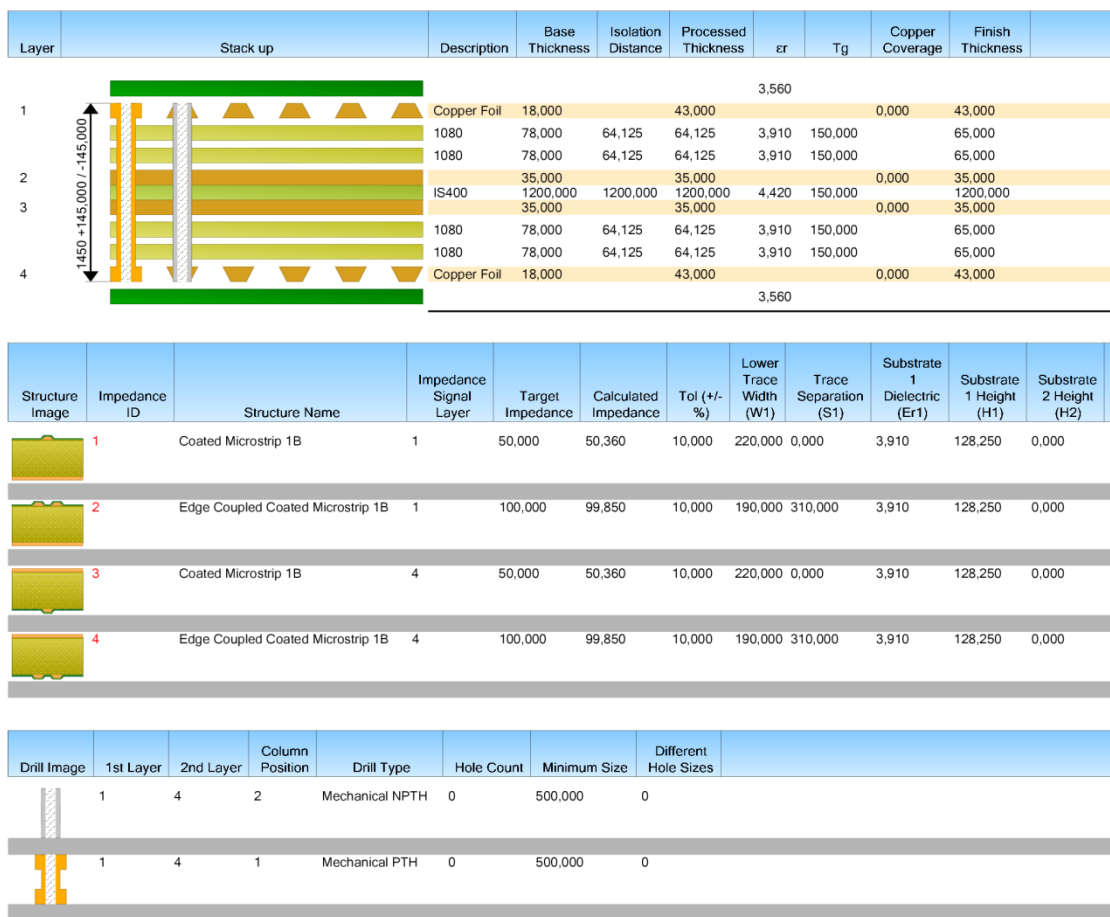 Layer Stack up Description Base Thickness Isolation Distance Processed Thickness εr Tg Copper Coverage Finish Thickness
3,560
1 Copper Foil 18,000 43,000 0,000 43,000
1080 78,000 64,125 64,125 3,910 150,000 65,000
1080 78,000 64,125 64,125 3,910 150,000 65,000
2 35,000 35,000 0,000 35,000
IS400 1200,000 1200,000 1200,000 4,420 150,000 1200,000
3 35,000 35,000 0,000 35,000
1080 78,000 64,125 64,125 3,910 150,000 65,000
1080 78,000 64,125 64,125 3,910 150,000 65,000
4 Copper Foil 18,000 43,000 0,000 43,000
3,560
1450 +145,000 / -145,000
Structure Image Impedance ID Structure Name Impedance Signal Layer Target Impedance Calculated Impedance Tol (+/- %) Lower Trace Width (W1) Trace Separation (S1) Substrate 1 Dielectric (Er1) Substrate 1 Height (H1) Substrate 2 Height (H2)
1 Coated Microstrip 1B 1 50,000 50,360 10,000 220,000 0,000 3,910 128,250 0,000
2 Edge Coupled Coated Microstrip 1B 1 100,000 99,850 10,000 190,000 310,000 3,910 128,250 0,000
3 Coated Microstrip 1B 4 50,000 50,360 10,000 220,000 0,000 3,910 128,250 0,000
4 Edge Coupled Coated Microstrip 1B 4 100,000 99,850 10,000 190,000 310,000 3,910 128,250 0,000
Drill Image 1st Layer 2nd Layer Column Position Drill Type Hole Count Minimum Size Different Hole Sizes
1 4 2 Mechanical NPTH 0 500,000 0
1 4 1 Mechanical PTH 0 500,000 0